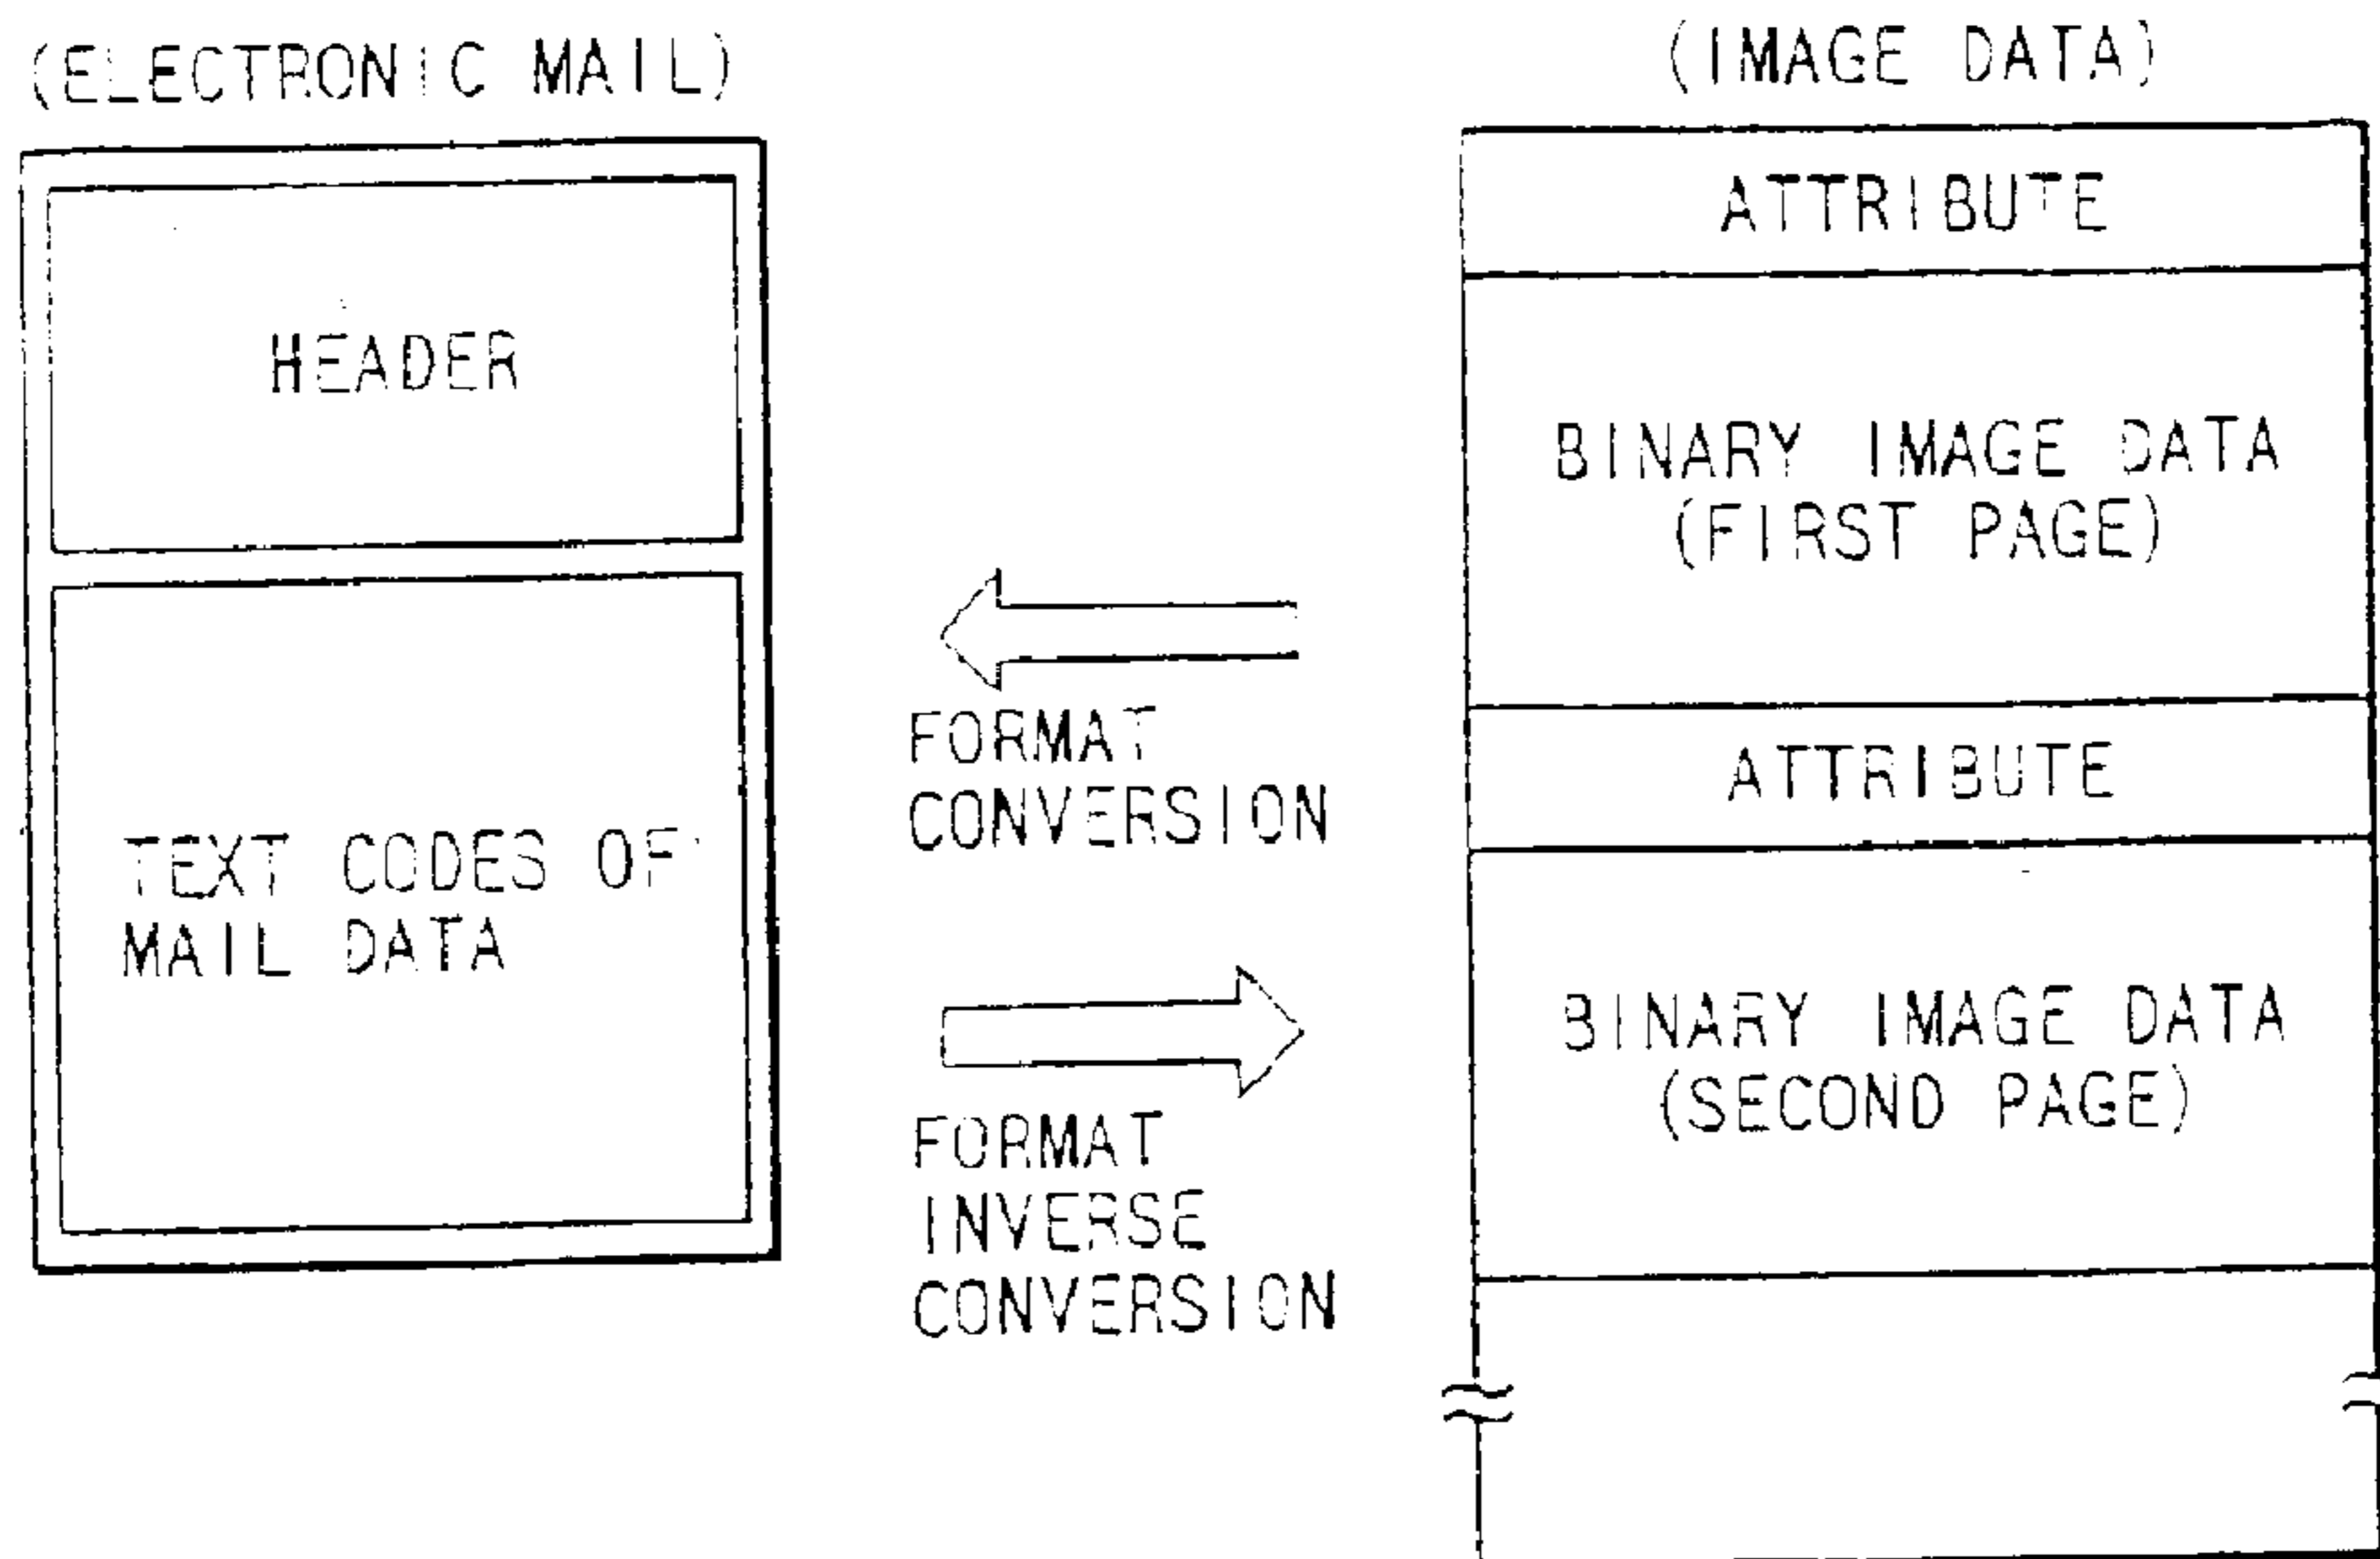 (ELECTRONIC MAIL)
HEADER
TEXT CODES OF
MAIL DATA
FORMAT
CONVERSION
FORMAT
INVERSE
CONVERSION
(IMAGE DATA)
ATTRIBUTE
BINARY IMAGE DATA
(FIRST PAGE)
ATTRIBUTE
BINARY IMAGE DATA
(SECOND PAGE)